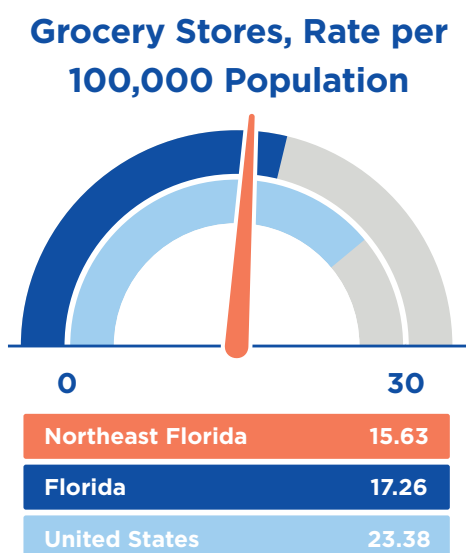 Grocery Stores, Rate per
100,000 Population
0 30
Northeast Florida 15.63
Florida 17.26
United States 23.38